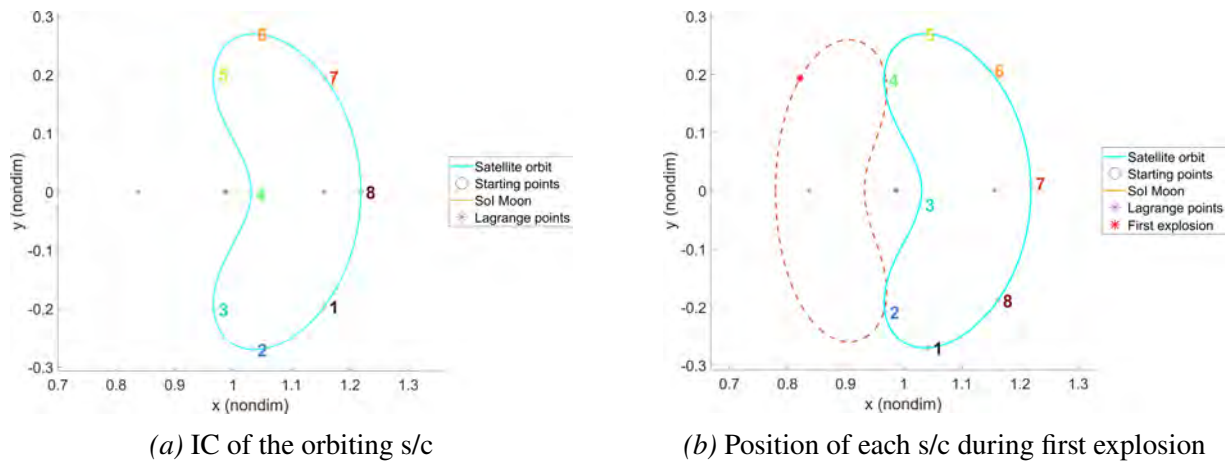 0.3
0.2
0.1
0
-0.1
-0.2
-0.3
y (nondim)
0.7 0.8 0.9 1 1.1 1.2 1.3
x (nondim)
6
5
7
4
8
3
1
2
Satellite orbit
Starting points
Sol Moon
Lagrange points
(a) IC of the orbiting s/c
0.3
0.2
0.1
0
-0.1
-0.2
-0.3
y (nondim)
0.7 0.8 0.9 1 1.1 1.2 1.3
x (nondim)
5
6
4
7
3
2
8
1
Satellite orbit
Starting points
Sol Moon
Lagrange points
First explosion
(b) Position of each s/c during first explosion